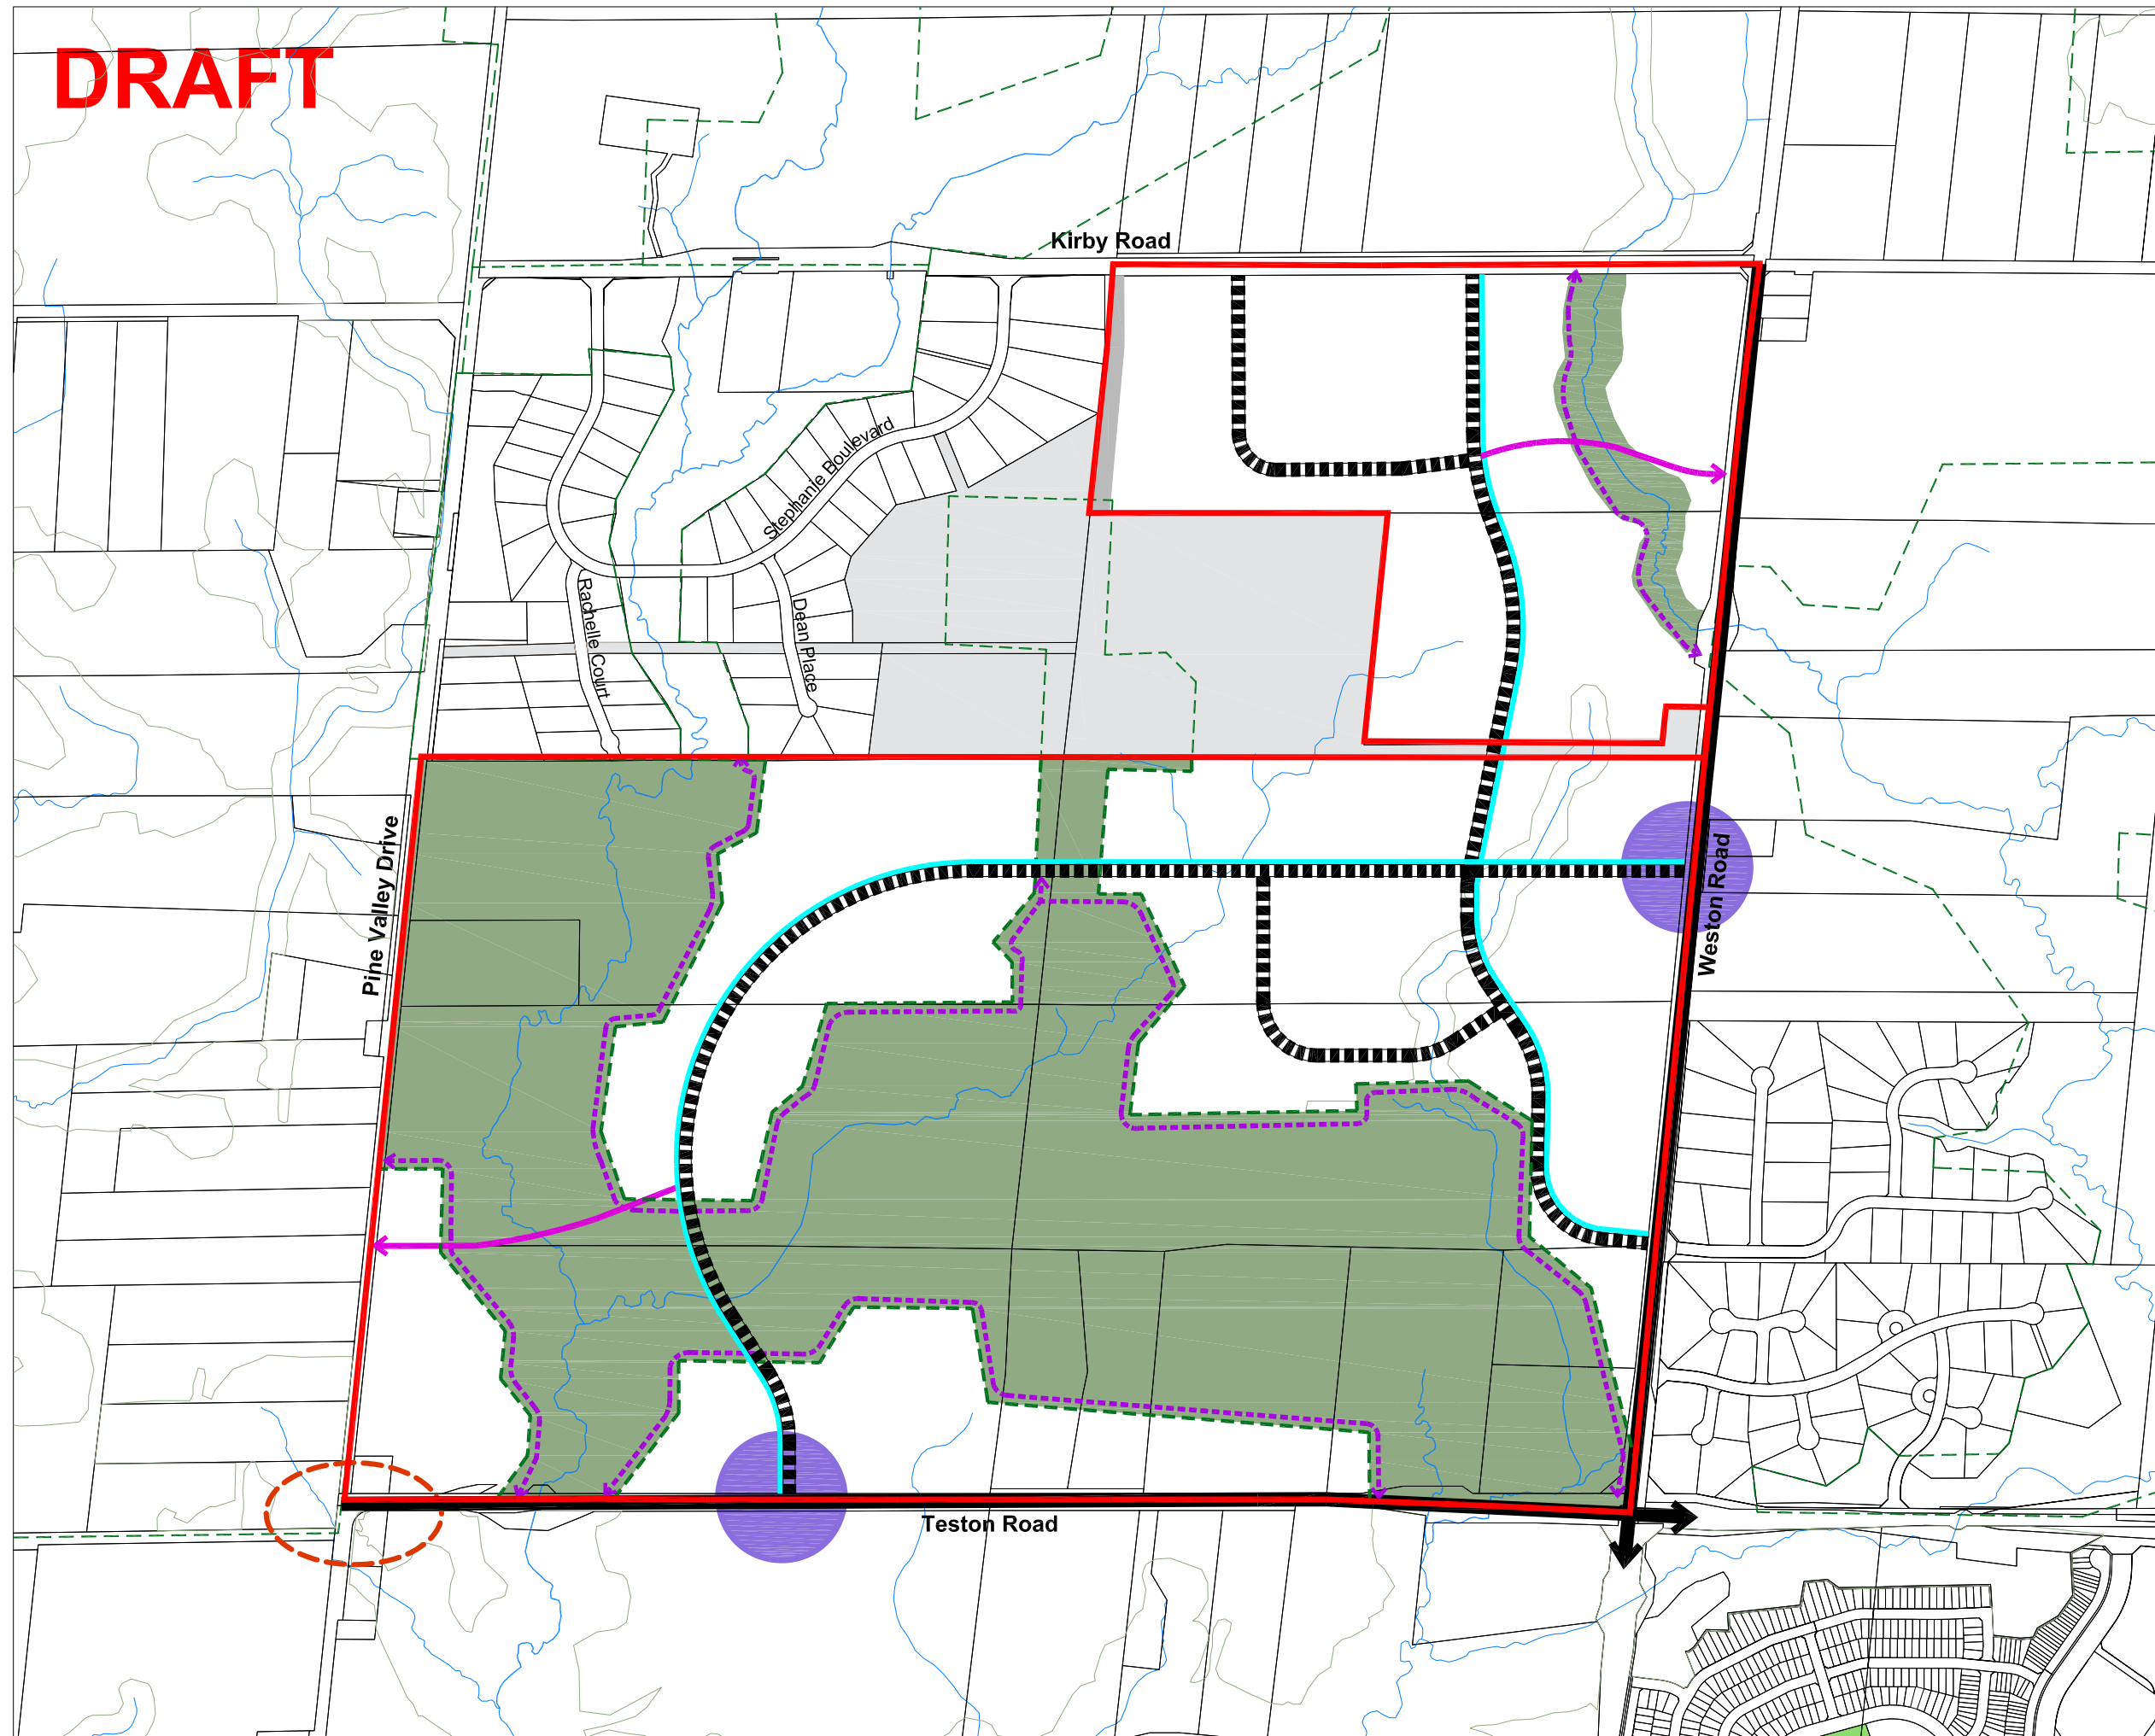 DRAFT
Kirby Road
Stephanie Boulevard
Rachelle Court
Dean Place
Pine Valley Drive
Weston Road
Teston Road